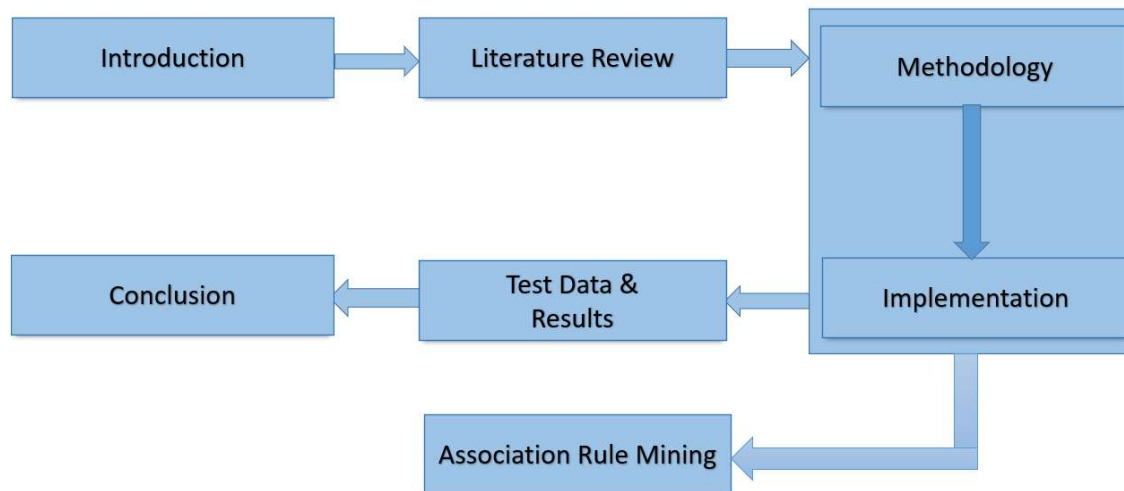 Introduction
Literature Review
Methodology
Conclusion
Test Data &
Results
Implementation
Association Rule Mining